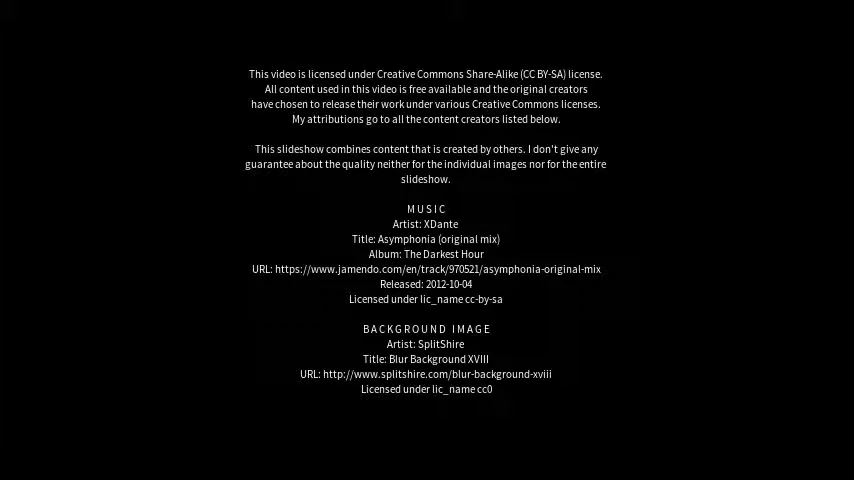 This video is licensed under Creative Commons Share-Alike (CC BY-SA) license.
All content used in this video is free available and the original creators
have chosen to release their work under various Creative Commons licenses.
My attributions go to all the content creators listed below.
This slideshow combines content that is created by others. I don't give any
guarantee about the quality neither for the individual images nor for the entire
slideshow.
MUSIC
Artist: XDante
Title: Asymphonia (original mix)
Album: The Darkest Hour
URL: https://www.jamendo.com/en/track/970521/asymphonia-original-mix
Released: 2012-10-04
Licensed under lic_name cc-by-sa
BACKGROUND IMAGE
Artist: SplitShire
Title: Blur Background XVIII
URL: http://www.splitshire.com/blur-background-xviii
Licensed under lic_name cc0